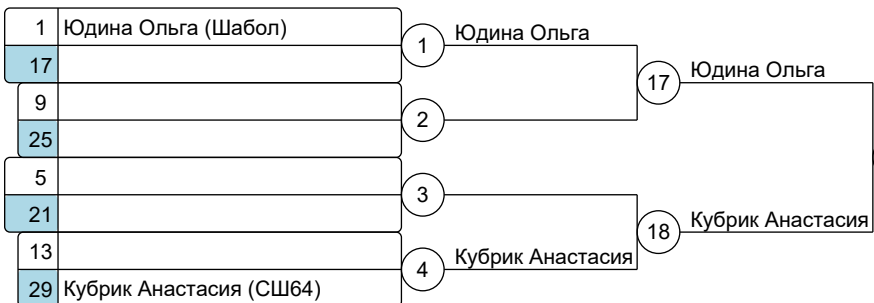 1 Юдина Ольга (Шабол)
17
9
25
5
21
13
29 Кубрик Анастасия (СШ64)
1 Юдина Ольга
2
3
4 Кубрик Анастасия
17 Юдина Ольга
18 Кубрик Анастасия